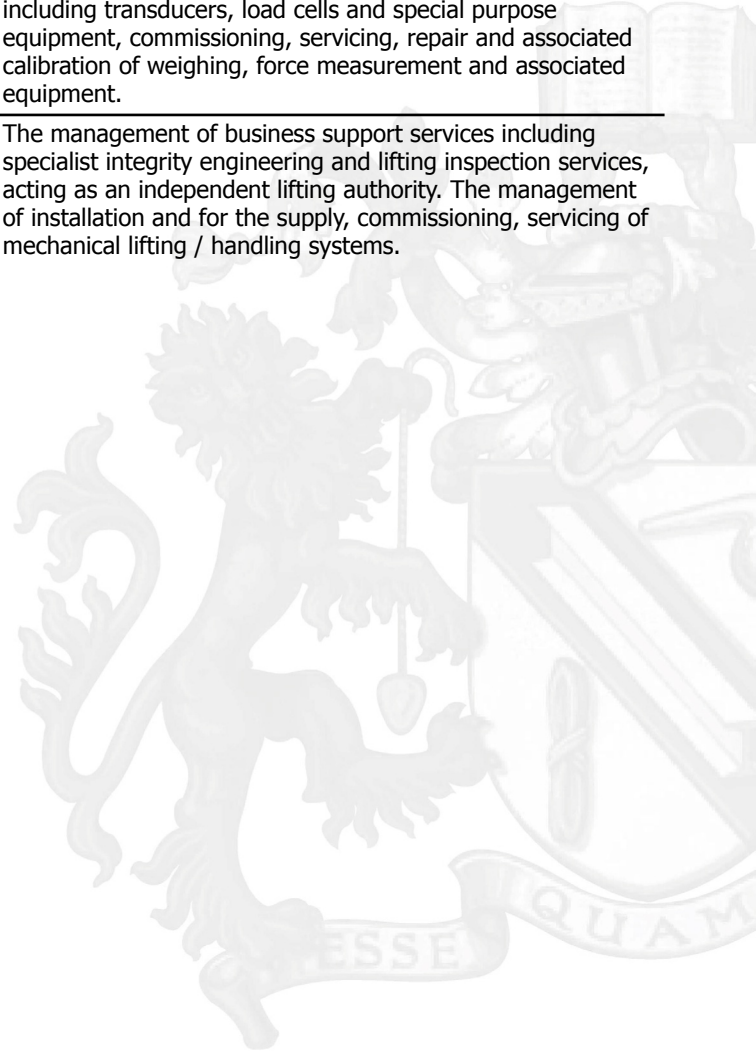 including transducers, load cells and special purpose
equipment, commissioning, servicing, repair and associated
calibration of weighing, force measurement and associated
equipment.
The management of business support services including
specialist integrity engineering and lifting inspection services,
acting as an independent lifting authority. The management
of installation and for the supply, commissioning, servicing of
mechanical lifting / handling systems.
ESSE QUAM